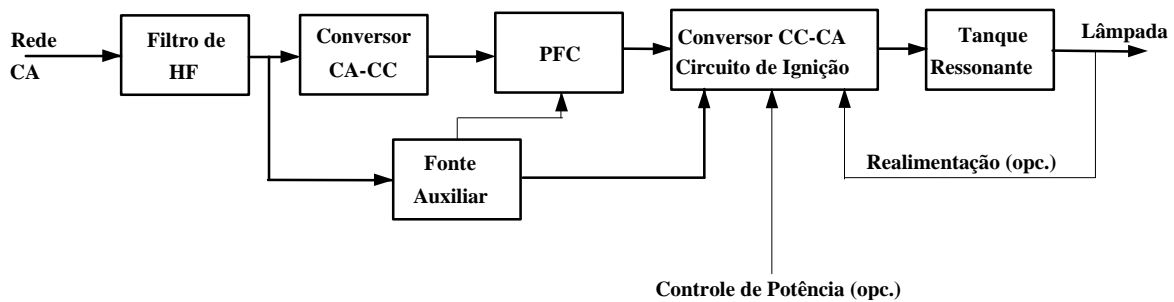 Rede
CA
Filtro de
HF
Conversor
CA-CC
PFC
Conversor CC-CA
Circuito de Ignição
Tanque
Ressonante
Lâmpada
Fonte
Auxiliar
Realimentação (opc.)
Controle de Potência (opc.)